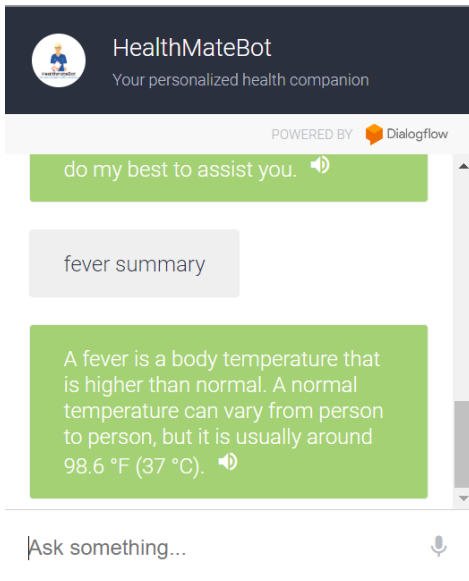 HealthMateBot
Your personalized health companion
POWERED BY Dialogflow
do my best to assist you.
fever summary
A fever is a body temperature that
is higher than normal. A normal
temperature can vary from person
to person, but it is usually around
98.6 °F (37 °C).
Ask something...